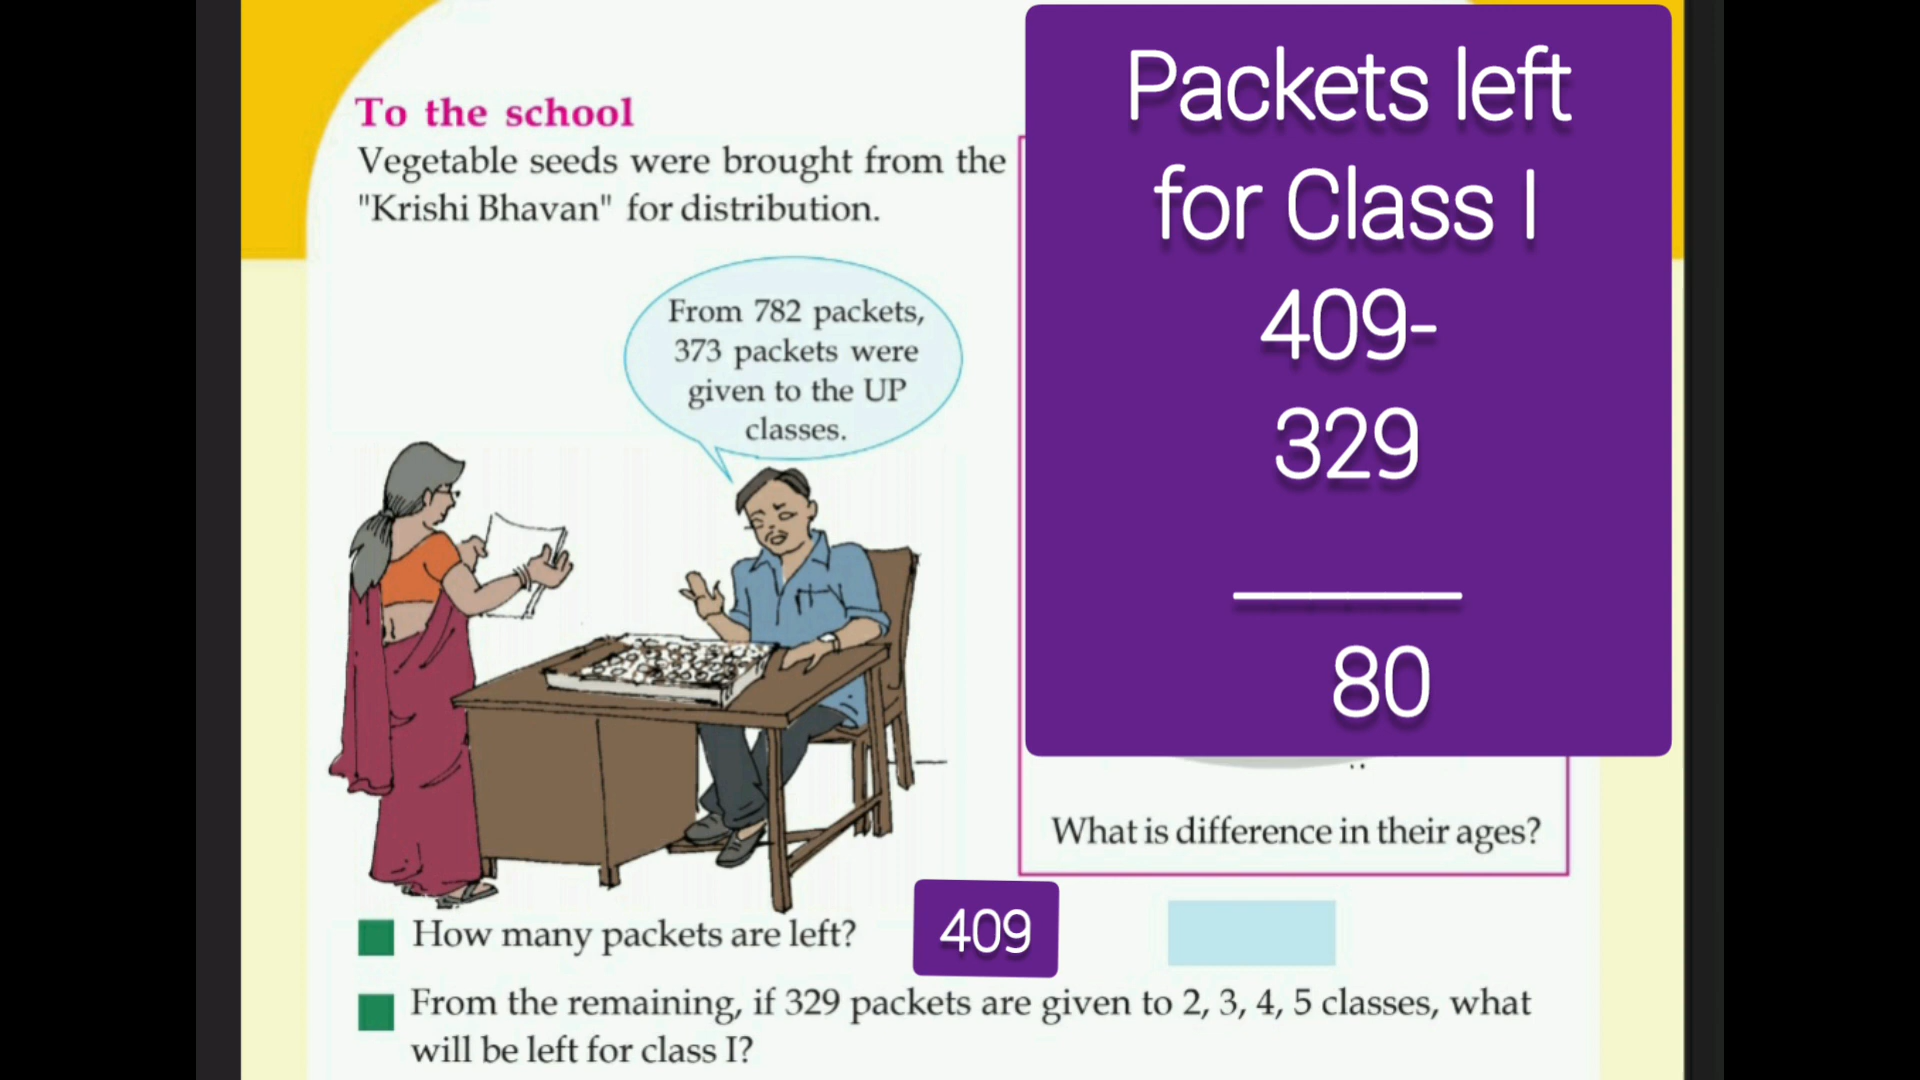 To the school
Vegetable seeds were brought from the
"Krishi Bhavan" for distribution.
From 782 packets,
373 packets were
given to the UP
classes.
Packets left
for Class I
409-
329
80
What is difference in their ages?
How many packets are left?
409
From the remaining, if 329 packets are given to 2, 3, 4, 5 classes, what
will be left for class I?